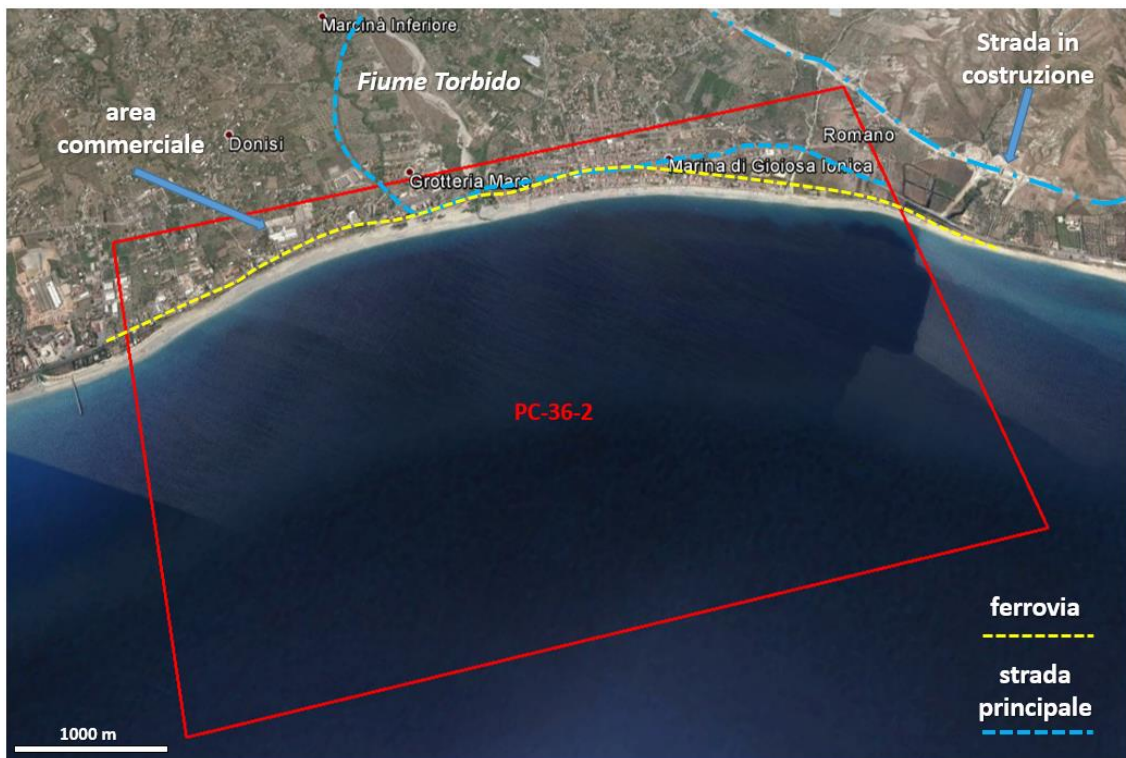 Marcinà Inferiore
Fiume Torbido
Strada in
costruzione
area
commerciale
Donisi
Romano
Grotteria Mare
Marina di Gioiosa Ionica
PC-36-2
ferrovia
strada
principale
1000 m